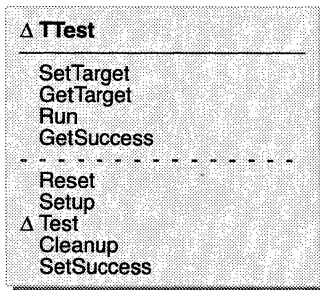 Δ TTest
SetTarget
GetTarget
Run
GetSuccess
Reset
Setup
Δ Test
Cleanup
SetSuccess